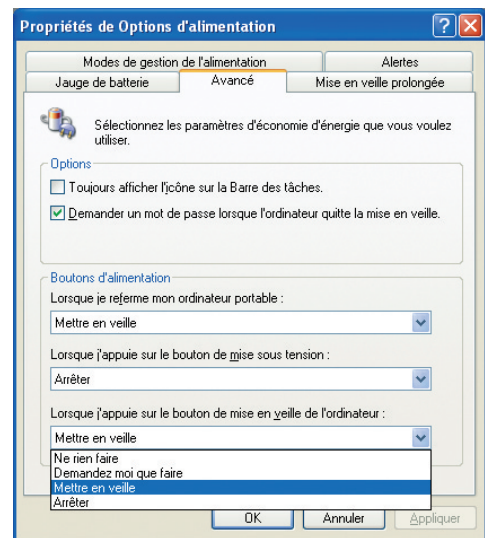 Propriétés de Options d'alimentation
Modes de gestion de l'alimentation
Alertes
Jauge de batterie
Avancé
Mise en veille prolongée
Sélectionnez les paramètres d'économie d'énergie que vous voulez
utiliser.
Options
Toujours afficher l'icône sur la Barre des tâches.
Demander un mot de passe lorsque l'ordinateur quitte la mise en veille.
Boutons d'alimentation
Lorsque je referme mon ordinateur portable :
Mettre en veille
Lorsque j'appuie sur le bouton de mise sous tension :
Arrêter
Lorsque j'appuie sur le bouton de mise en veille de l'ordinateur :
Mettre en veille
Ne rien faire
Demandez moi que faire
Mettre en veille
Arrêter
OK
Annuler
Appliquer